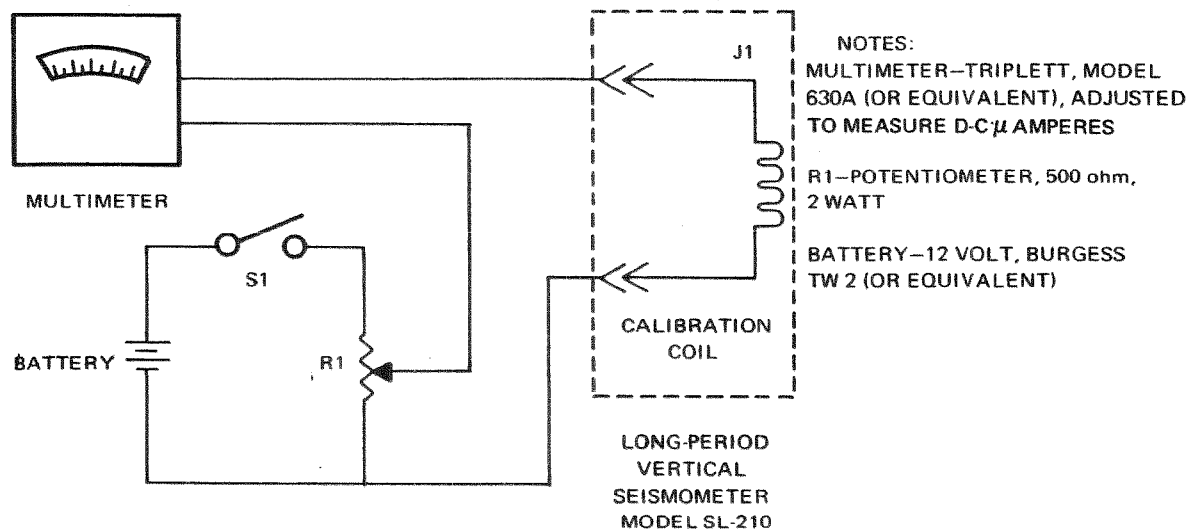 J1
NOTES:
MULTIMETER–TRIPLETT, MODEL
630A (OR EQUIVALENT), ADJUSTED
TO MEASURE D-C μ AMPERES
R1–POTENTIOMETER, 500 ohm,
2 WATT
BATTERY–12 VOLT, BURGESS
TW 2 (OR EQUIVALENT)
MULTIMETER
S1
BATTERY
R1
CALIBRATION
COIL
LONG-PERIOD
VERTICAL
SEISMOMETER
MODEL SL-210